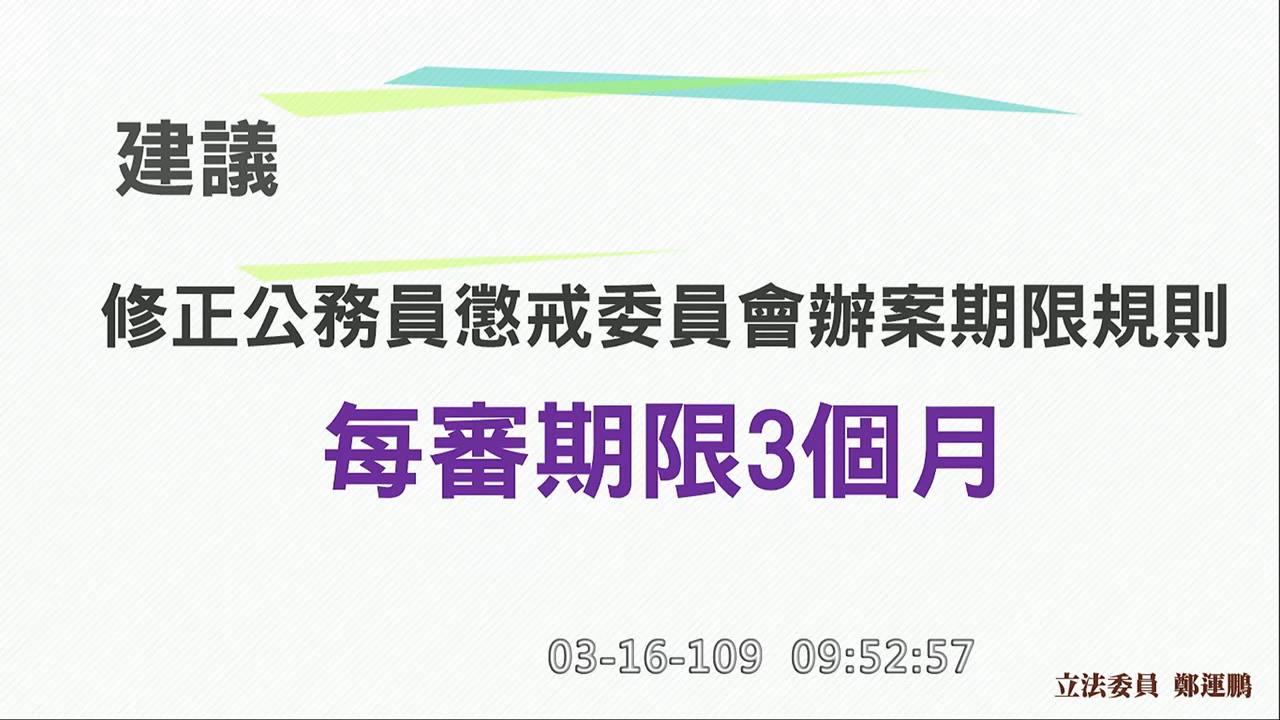 建議
修正公務員懲戒委員會辦案期限規則
每審期限3個月
03-16-109 09:52:57
立法委員 鄭運鵬